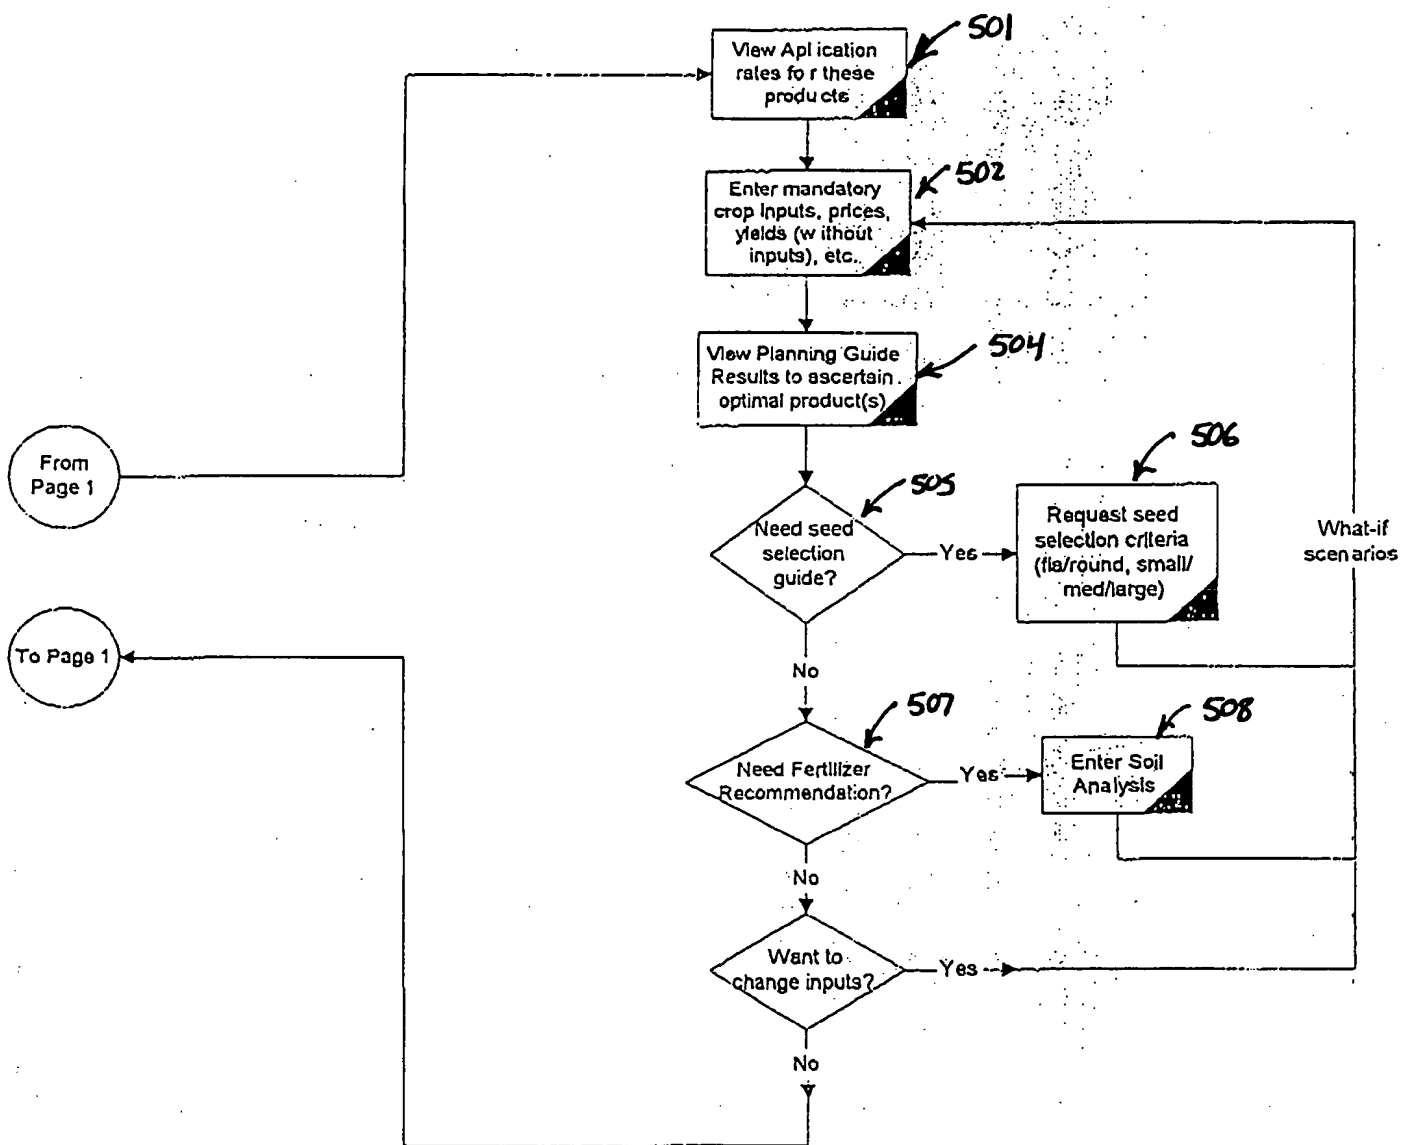 501
View Apl ication
rates fo r these
products
502
Enter mandatory
crop inputs, prices,
yields (w ithout
inputs), etc.
504
View Planning Guide
Results to ascertain
optimal product(s)
From
Page 1
505
Need seed
selection
guide?
Yes
506
Request seed
selection criteria
(fla/round, small/
med/large)
What-if
scenarios
To Page 1
No
507
Need Fertilizer
Recommendation?
Yes
508
Enter Soil
Analysis
No
Want to
change inputs?
Yes
No